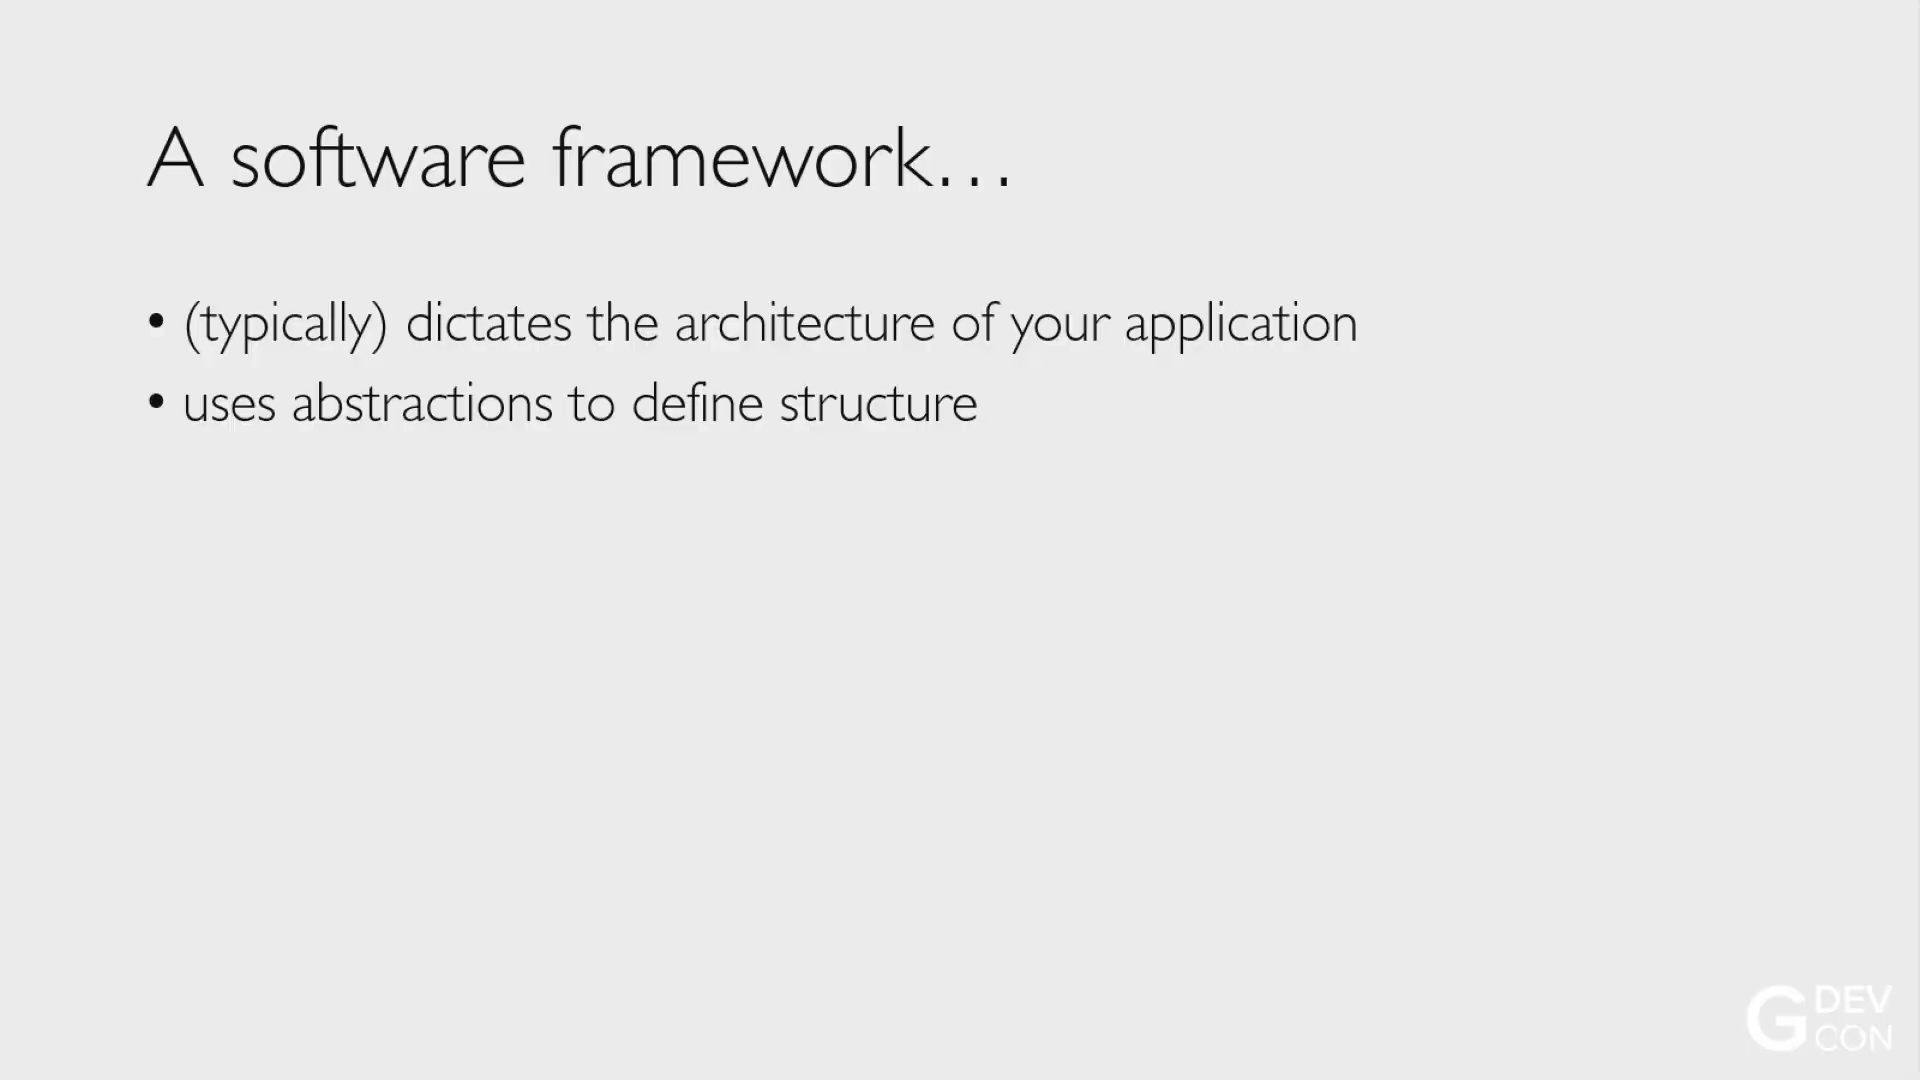 A software framework…
• (typically) dictates the architecture of your application
• uses abstractions to define structure
G DEV
CON